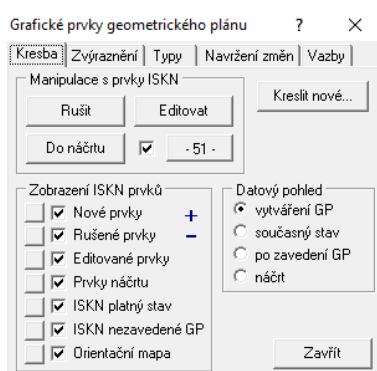 Grafické prvky geometrického plánu ? ×
Kresba Zvýraznění Typy Navržení změn Vazby
Manipulace s prvky ISKN
Rušit Editovat Kreslit nové...
Do náčrtu - 51 -
Zobrazení ISKN prvků
Nové prvky +
Rušené prvky –
Editované prvky
Prvky náčrtu
ISKN platný stav
ISKN nezavedené GP
Orientační mapa
Datový pohled
vytváření GP
současný stav
po zavedení GP
náčrt
Zavřít